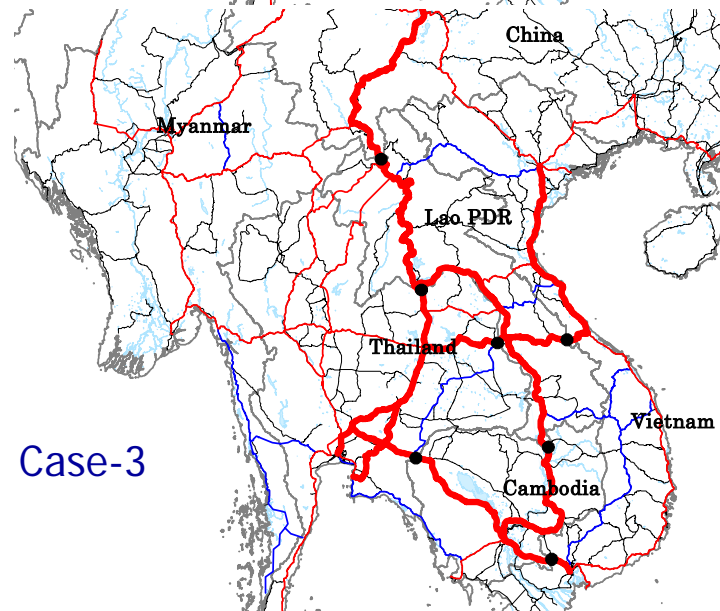 China
Myanmar
Lao PDR
Thailand
Vietnam
Case-3
Cambodia